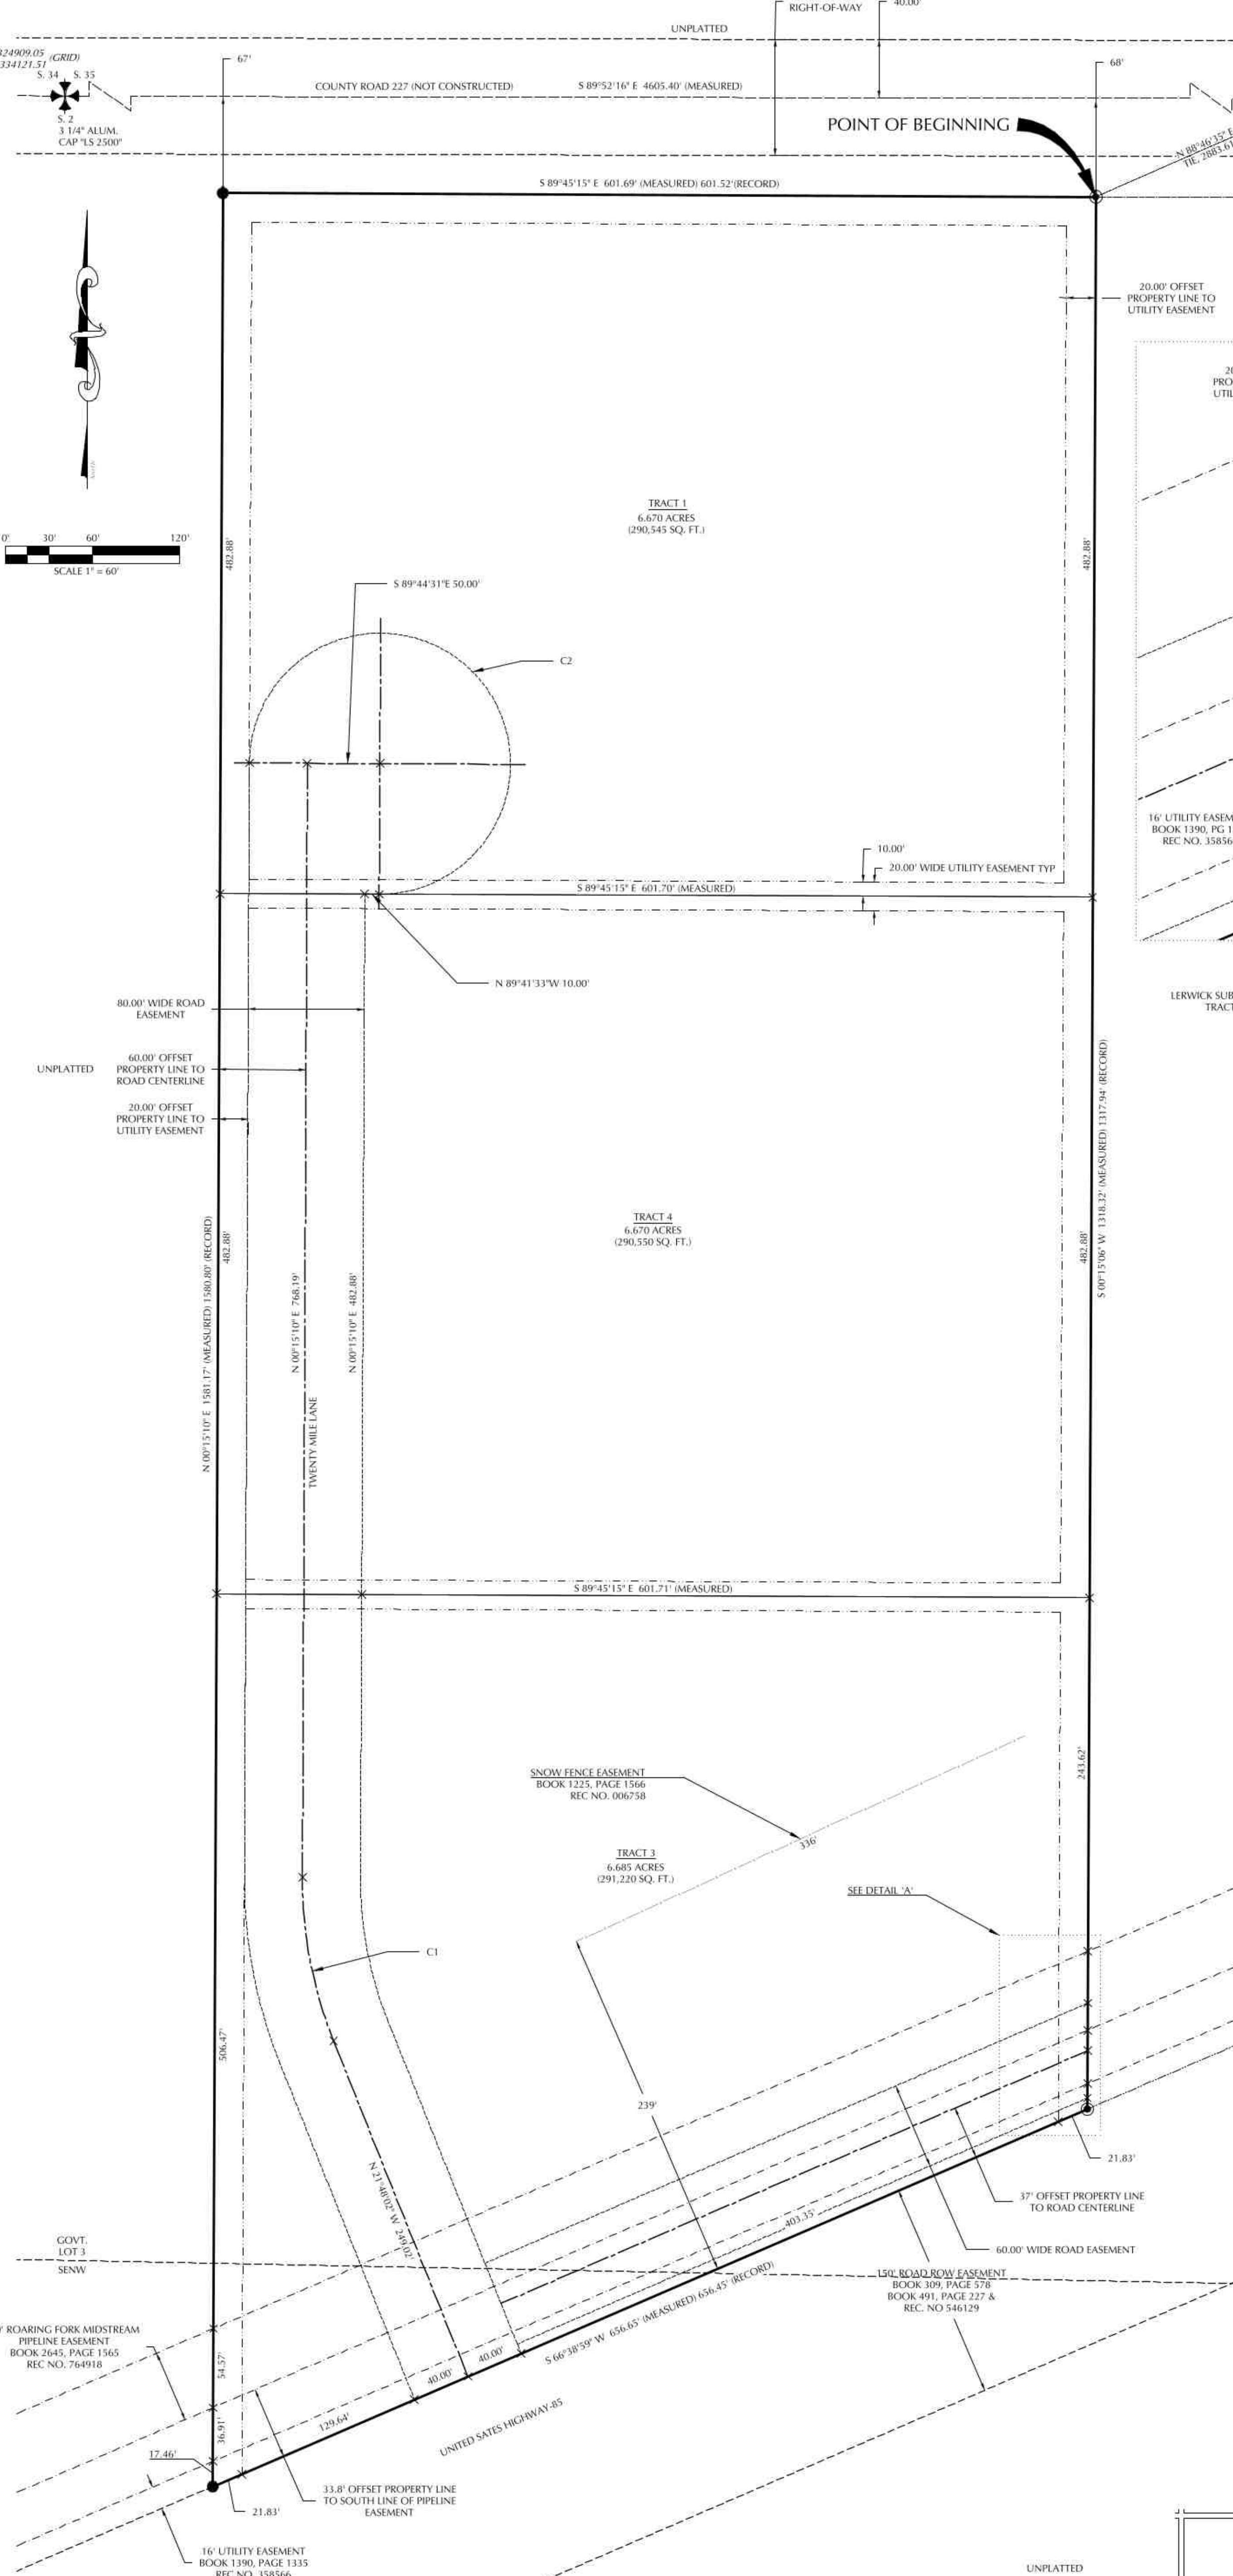 RIGHT-OF-WAY
40.00'
UNPLATTED
(GRID)
S. 34 S. 35
S. 2
3 1/4" ALUM.
CAP "LS 2500"
67'
68'
COUNTY ROAD 227 (NOT CONSTRUCTED)
S 89°52'16" E 4605.40' (MEASURED)
POINT OF BEGINNING
N 88°46'35" E
S 89°45'15" E 601.69' (MEASURED) 601.52'(RECORD)
20.00' OFFSET
PROPERTY LINE TO
UTILITY EASEMENT
TRACT 1
6.670 ACRES
(290,545 SQ. FT.)
0' 30' 60' 120'
SCALE 1" = 60'
482.88'
482.88'
S 89°44'31"E 50.00'
C2
10.00'
20.00' WIDE UTILITY EASEMENT TYP
S 89°45'15" E 601.70' (MEASURED)
16' UTILITY EASEM
BOOK 1390, PG 1
REC NO. 35856
N 89°41'33"W 10.00'
LERWICK SUB
TRACT
80.00' WIDE ROAD
EASEMENT
UNPLATTED
60.00' OFFSET
PROPERTY LINE TO
ROAD CENTERLINE
20.00' OFFSET
PROPERTY LINE TO
UTILITY EASEMENT
S 00°15'06" W 1318.32' (MEASURED) 1317.94' (RECORD)
TRACT 4
6.670 ACRES
(290,550 SQ. FT.)
482.88'
482.88'
N 00°15'10" E 1581.17' (MEASURED) 1580.80' (RECORD)
N 00°15'10" E 768.19'
N 00°15'10" E 482.88'
TWENTY MILE LANE
S 89°45'15" E 601.71' (MEASURED)
243.62'
SNOW FENCE EASEMENT
BOOK 1225, PAGE 1566
REC NO. 006758
336'
TRACT 3
6.685 ACRES
(291,220 SQ. FT.)
SEE DETAIL "A"
C1
506.47'
239'
21.83'
N 21°48'02" W 249.02'
37' OFFSET PROPERTY LINE
TO ROAD CENTERLINE
403.35'
GOVT.
LOT 3
SENW
60.00' WIDE ROAD EASEMENT
150' ROAD ROW EASEMENT
BOOK 309, PAGE 578
BOOK 491, PAGE 227 &
REC. NO 546129
S 66°38'59" W 656.65' (MEASURED) 656.45' (RECORD)
' ROARING FORK MIDSTREAM
PIPELINE EASEMENT
BOOK 2645, PAGE 1565
REC NO. 764918
54.57'
40.00'
40.00'
129.64'
36.91'
UNITED SATES HIGHWAY-85
17.46'
33.8' OFFSET PROPERTY LINE
TO SOUTH LINE OF PIPELINE
EASEMENT
21.83'
16' UTILITY EASEMENT
BOOK 1390, PAGE 1335
REC NO. 358566
UNPLATTED